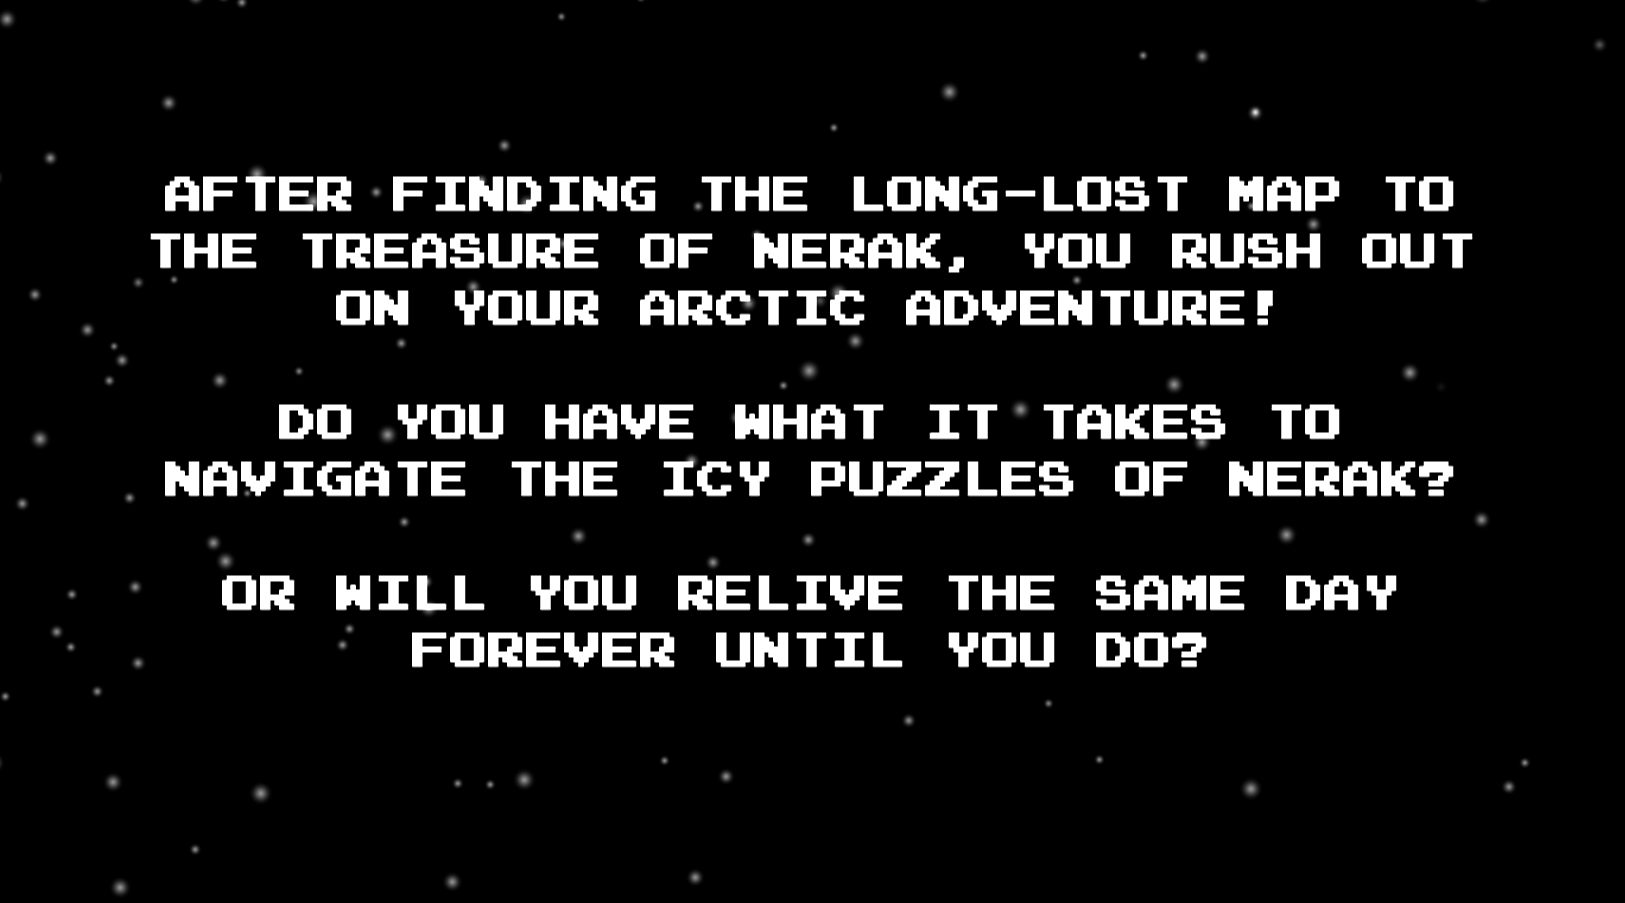 AFTER FINDING THE LONG-LOST MAP TO
THE TREASURE OF NERAK, YOU RUSH OUT
ON YOUR ARCTIC ADVENTURE!
DO YOU HAVE WHAT IT TAKES TO
NAVIGATE THE ICY PUZZLES OF NERAK?
OR WILL YOU RELIVE THE SAME DAY
FOREVER UNTIL YOU DO?